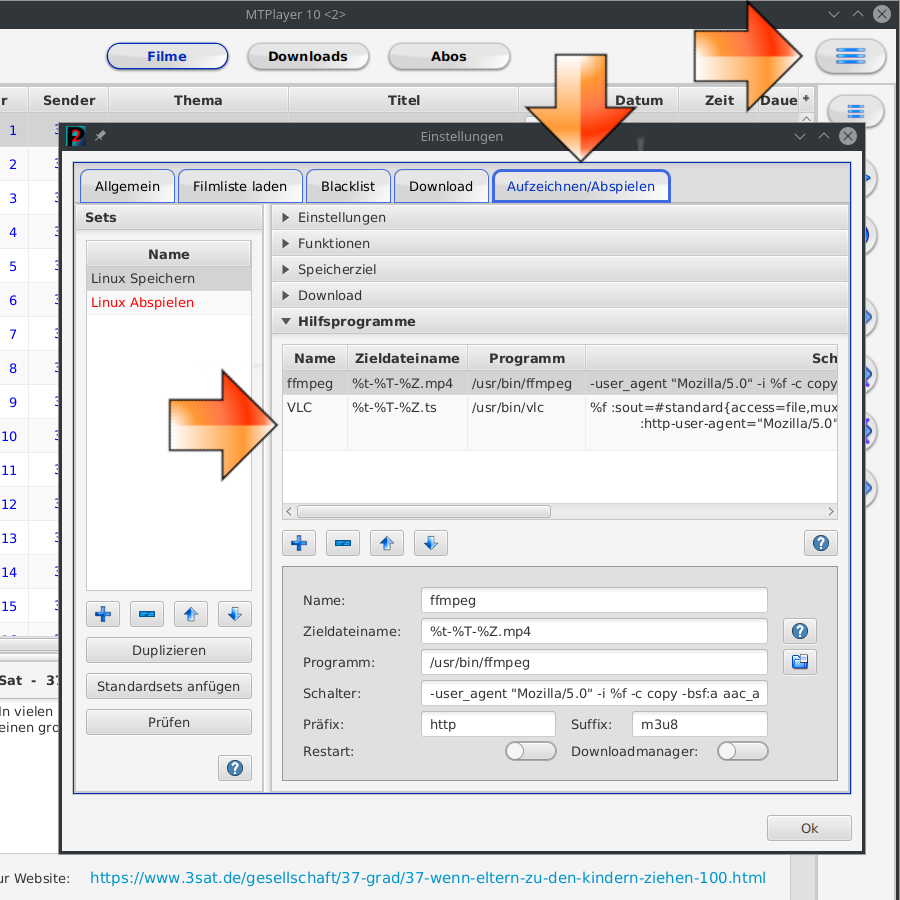 MTPlayer 10 <2>
Filme Downloads Abos
r Sender Thema Titel Datum Zeit Daue +
Einstellungen
Allgemein Filmliste laden Blacklist Download Aufzeichnen/Abspielen
1
2
3
4
5
6
7
8
9
10
11
12
13
14
15
Sets
Name
Linux Speichern
Linux Abspielen
Duplizieren
Standardsets anfügen
Prüfen
Einstellungen
Funktionen
Speicherziel
Download
Hilfsprogramme
Name Zieldateiname Programm Sch
ffmpeg %t-%T-%Z.mp4 /usr/bin/ffmpeg -user_agent "Mozilla/5.0" -i %f -c copy
VLC %t-%T-%Z.ts /usr/bin/vlc %f :sout=#standard{access=file,mux
:http-user-agent="Mozilla/5.0"
Name: ffmpeg
Zieldateiname: %t-%T-%Z.mp4
Programm: /usr/bin/ffmpeg
Schalter: -user_agent "Mozilla/5.0" -i %f -c copy -bsf:a aac_a
Präfix: http Suffix: m3u8
Restart: Downloadmanager:
Ok
Sat - 37
In vielen
einen gro
ur Website: https://www.3sat.de/gesellschaft/37-grad/37-wenn-eltern-zu-den-kindern-ziehen-100.html